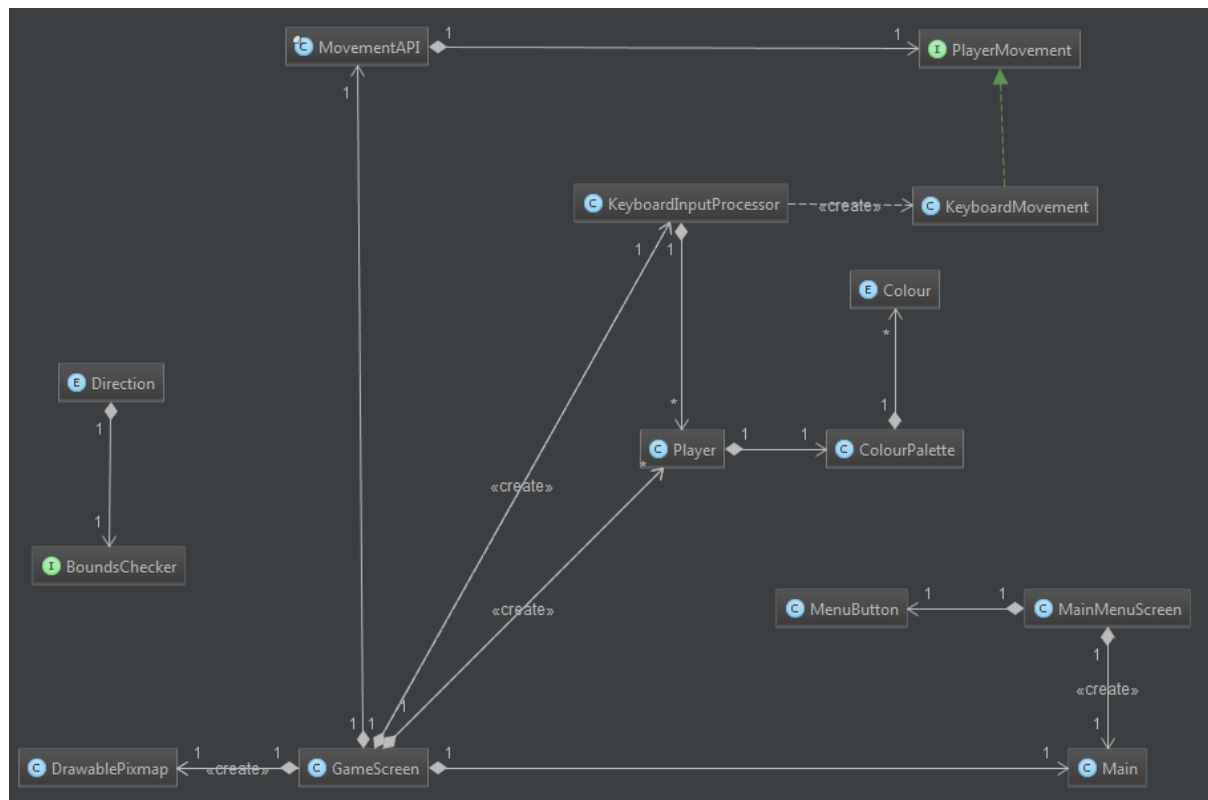 C MovementAPI
1
1
I PlayerMovement
1
C KeyboardInputProcessor
«create»
C KeyboardMovement
1
1
E Colour
*
E Direction
1
1
*
C Player
1
1
C ColourPalette
*
«create»
1
I BoundsChecker
«create»
C MenuButton
1
1
C MainMenuScreen
1
«create»
1
1
1
1
C DrawablePixmap
1
«create»
1
C GameScreen
1
1
C Main